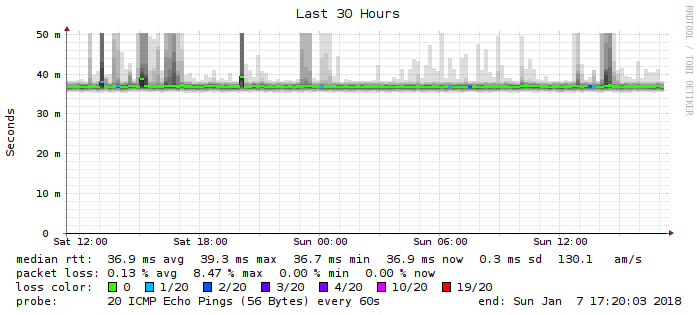 Last 30 Hours
RRDTOOL / TOBI OETIKER
Seconds
50 m
40 m
30 m
20 m
10 m
0
Sat 12:00 Sat 18:00 Sun 00:00 Sun 06:00 Sun 12:00
median rtt: 36.9 ms avg 39.3 ms max 36.7 ms min 36.9 ms now 0.3 ms sd 130.1 am/s
packet loss: 0.13 % avg 8.47 % max 0.00 % min 0.00 % now
loss color: 0 1/20 2/20 3/20 4/20 10/20 19/20
probe: 20 ICMP Echo Pings (56 Bytes) every 60s end: Sun Jan 7 17:20:03 2018